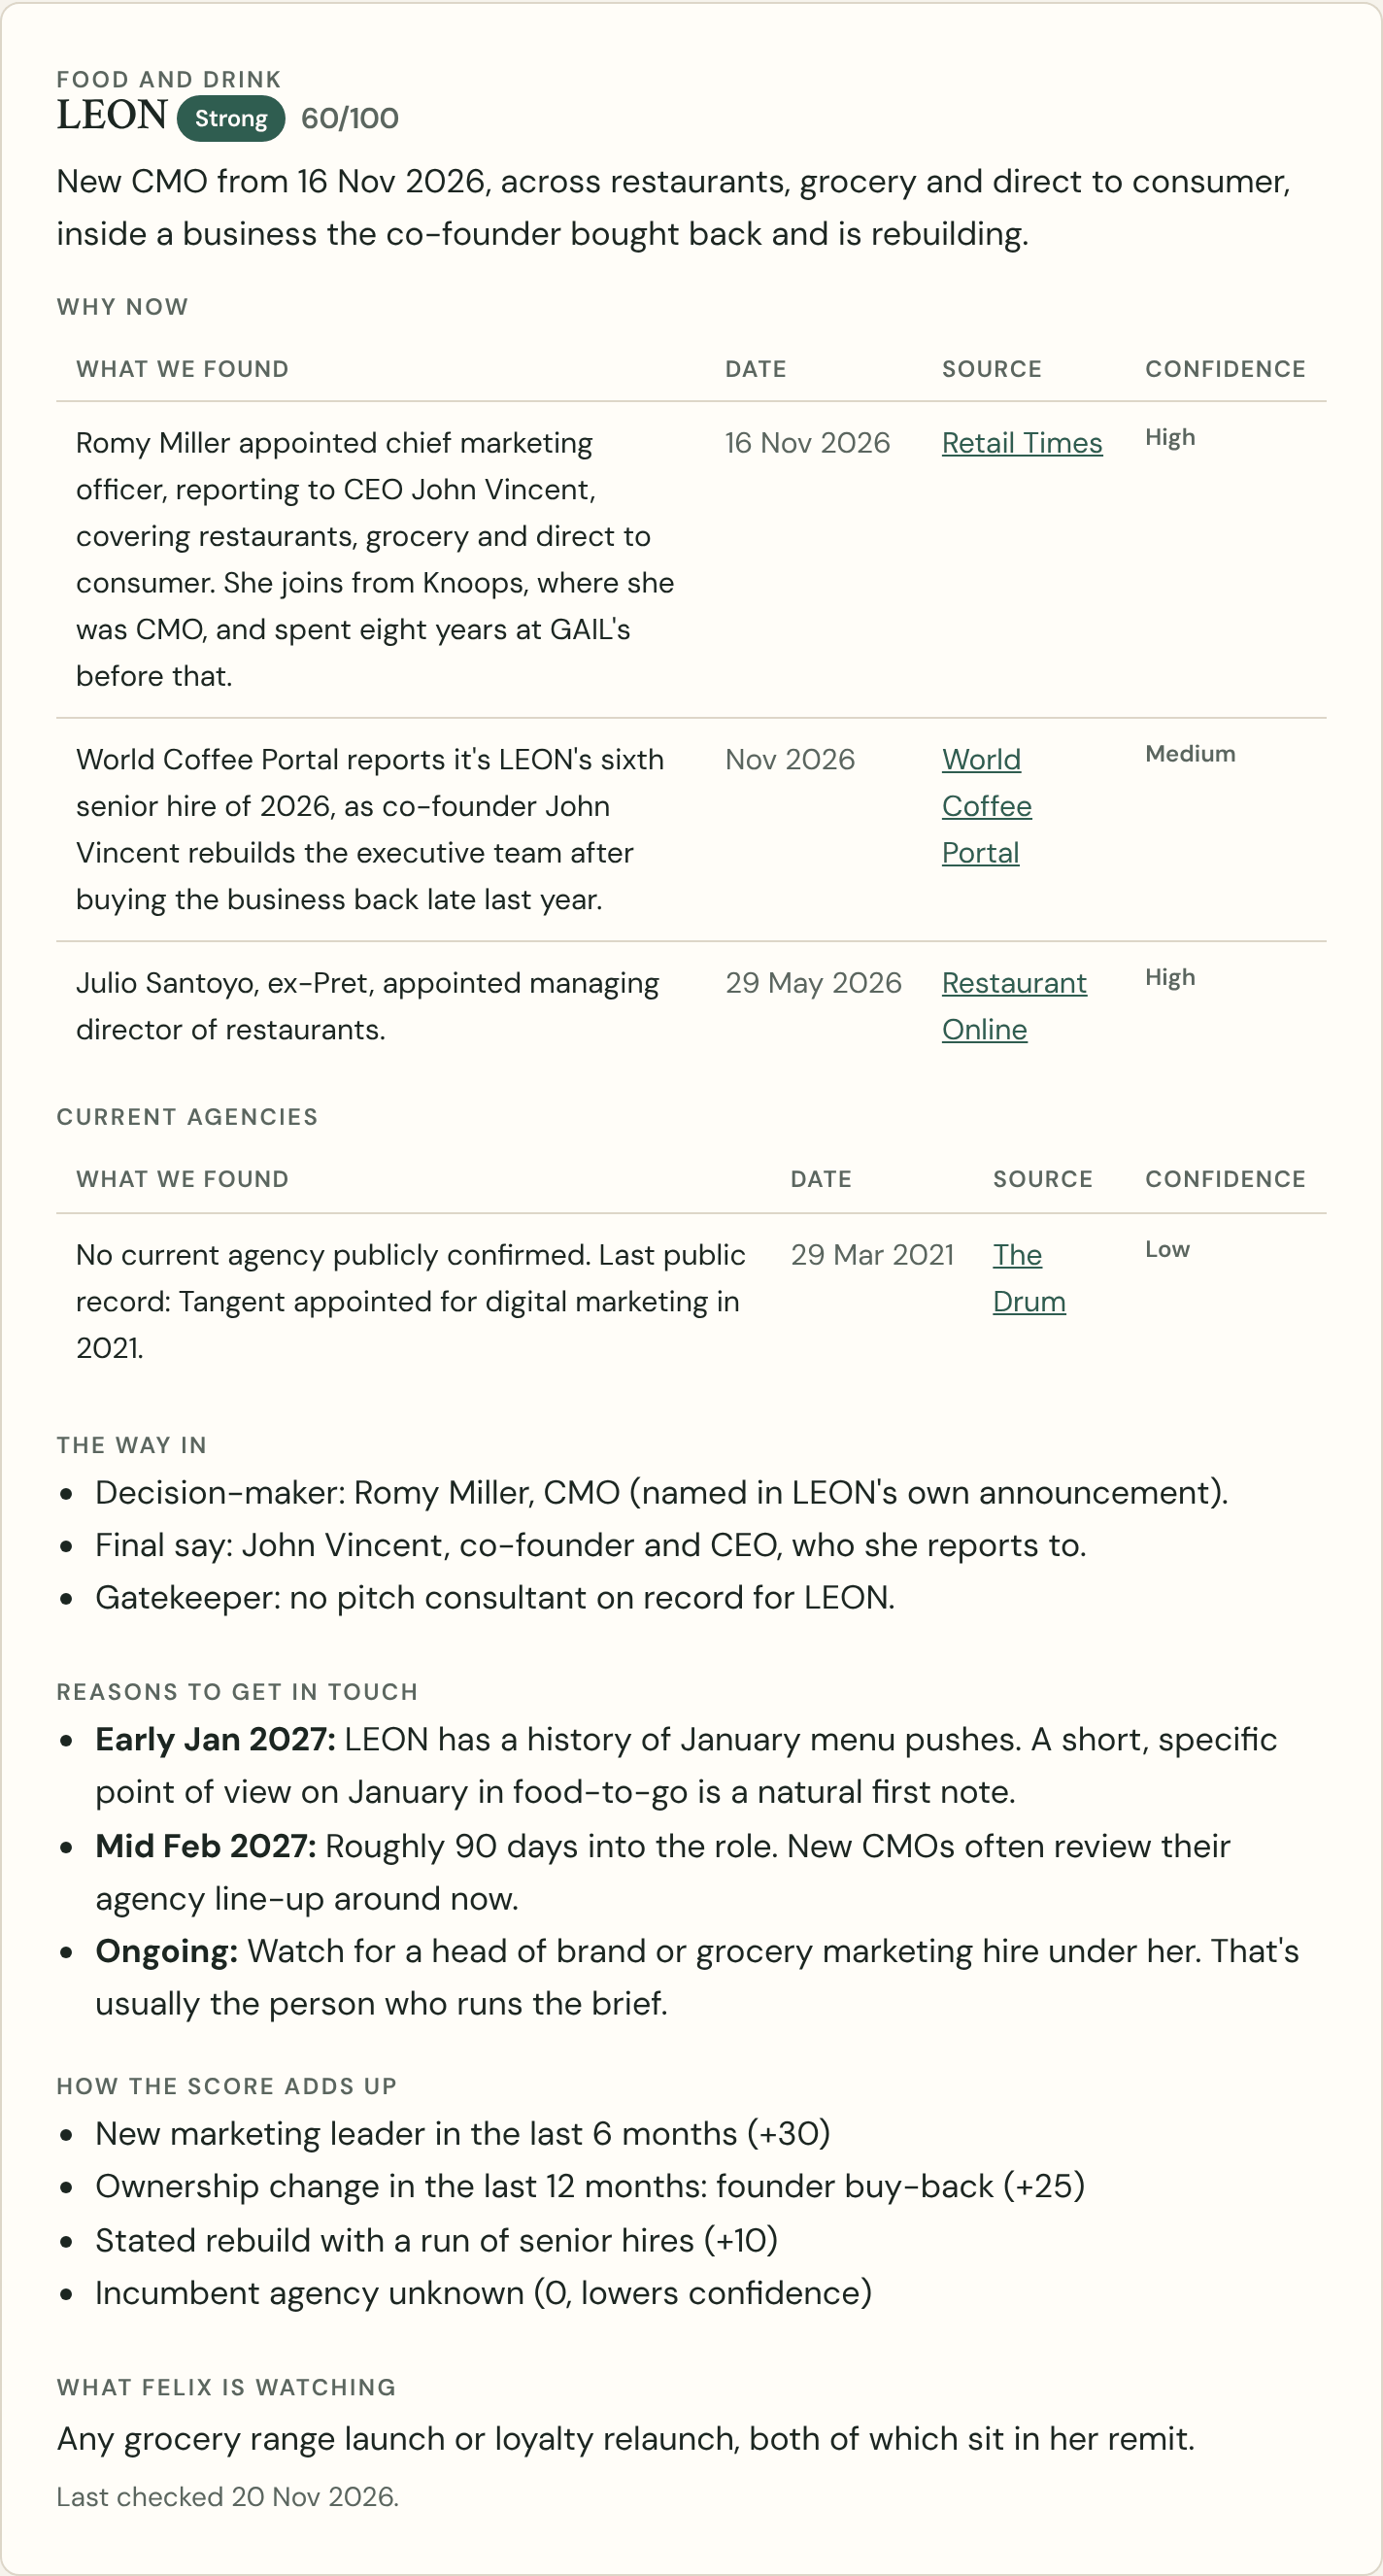 FOOD AND DRINK
LEON Strong 60/100
New CMO from 16 Nov 2026, across restaurants, grocery and direct to consumer,
inside a business the co-founder bought back and is rebuilding.
WHY NOW
WHAT WE FOUND DATE SOURCE CONFIDENCE
Romy Miller appointed chief marketing 16 Nov 2026 Retail Times High
officer, reporting to CEO John Vincent,
covering restaurants, grocery and direct to
consumer. She joins from Knoops, where she
was CMO, and spent eight years at GAIL's
before that.
World Coffee Portal reports it's LEON's sixth Nov 2026 World Medium
senior hire of 2026, as co-founder John Coffee
Vincent rebuilds the executive team after Portal
buying the business back late last year.
Julio Santoyo, ex-Pret, appointed managing 29 May 2026 Restaurant High
director of restaurants. Online
CURRENT AGENCIES
WHAT WE FOUND DATE SOURCE CONFIDENCE
No current agency publicly confirmed. Last public 29 Mar 2021 The Low
record: Tangent appointed for digital marketing in Drum
2021.
THE WAY IN
• Decision-maker: Romy Miller, CMO (named in LEON's own announcement).
• Final say: John Vincent, co-founder and CEO, who she reports to.
• Gatekeeper: no pitch consultant on record for LEON.
REASONS TO GET IN TOUCH
• Early Jan 2027: LEON has a history of January menu pushes. A short, specific
point of view on January in food-to-go is a natural first note.
• Mid Feb 2027: Roughly 90 days into the role. New CMOs often review their
agency line-up around now.
• Ongoing: Watch for a head of brand or grocery marketing hire under her. That's
usually the person who runs the brief.
HOW THE SCORE ADDS UP
• New marketing leader in the last 6 months (+30)
• Ownership change in the last 12 months: founder buy-back (+25)
• Stated rebuild with a run of senior hires (+10)
• Incumbent agency unknown (0, lowers confidence)
WHAT FELIX IS WATCHING
Any grocery range launch or loyalty relaunch, both of which sit in her remit.
Last checked 20 Nov 2026.